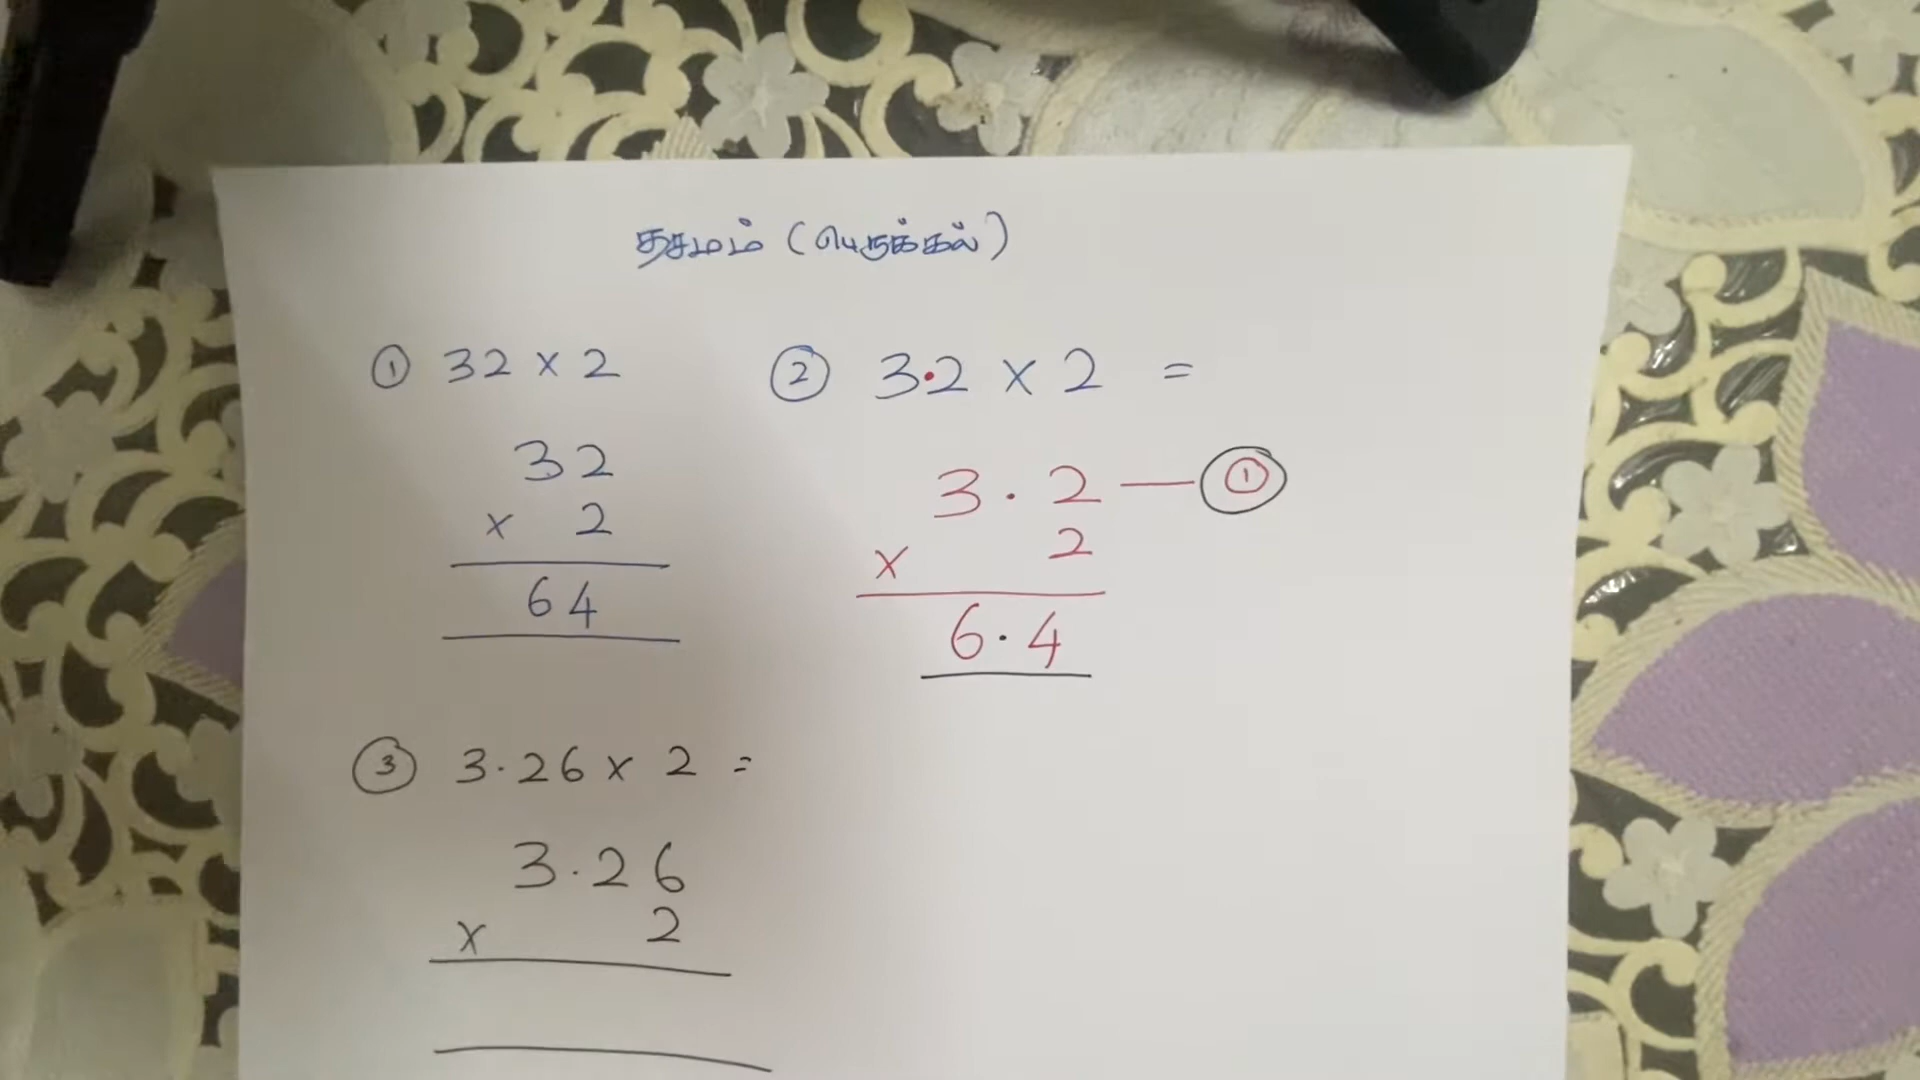 தசமம் (பெருக்கல்)
① 32 × 2
32
× 2
64
② 3.2 × 2 =
3.2 — ①
× 2
6.4
③ 3.26 × 2 =
3.26
× 2